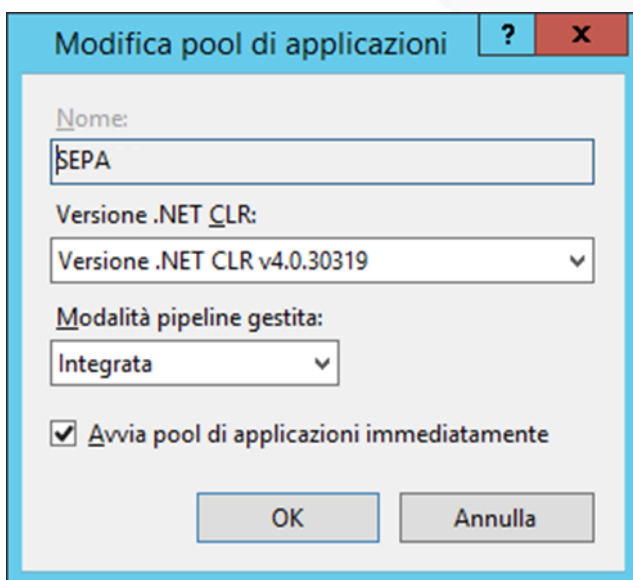 Modifica pool di applicazioni
?
x
Nome:
SEPA
Versione .NET CLR:
Versione .NET CLR v4.0.30319
Modalità pipeline gestita:
Integrata
Avvia pool di applicazioni immediatamente
OK
Annulla